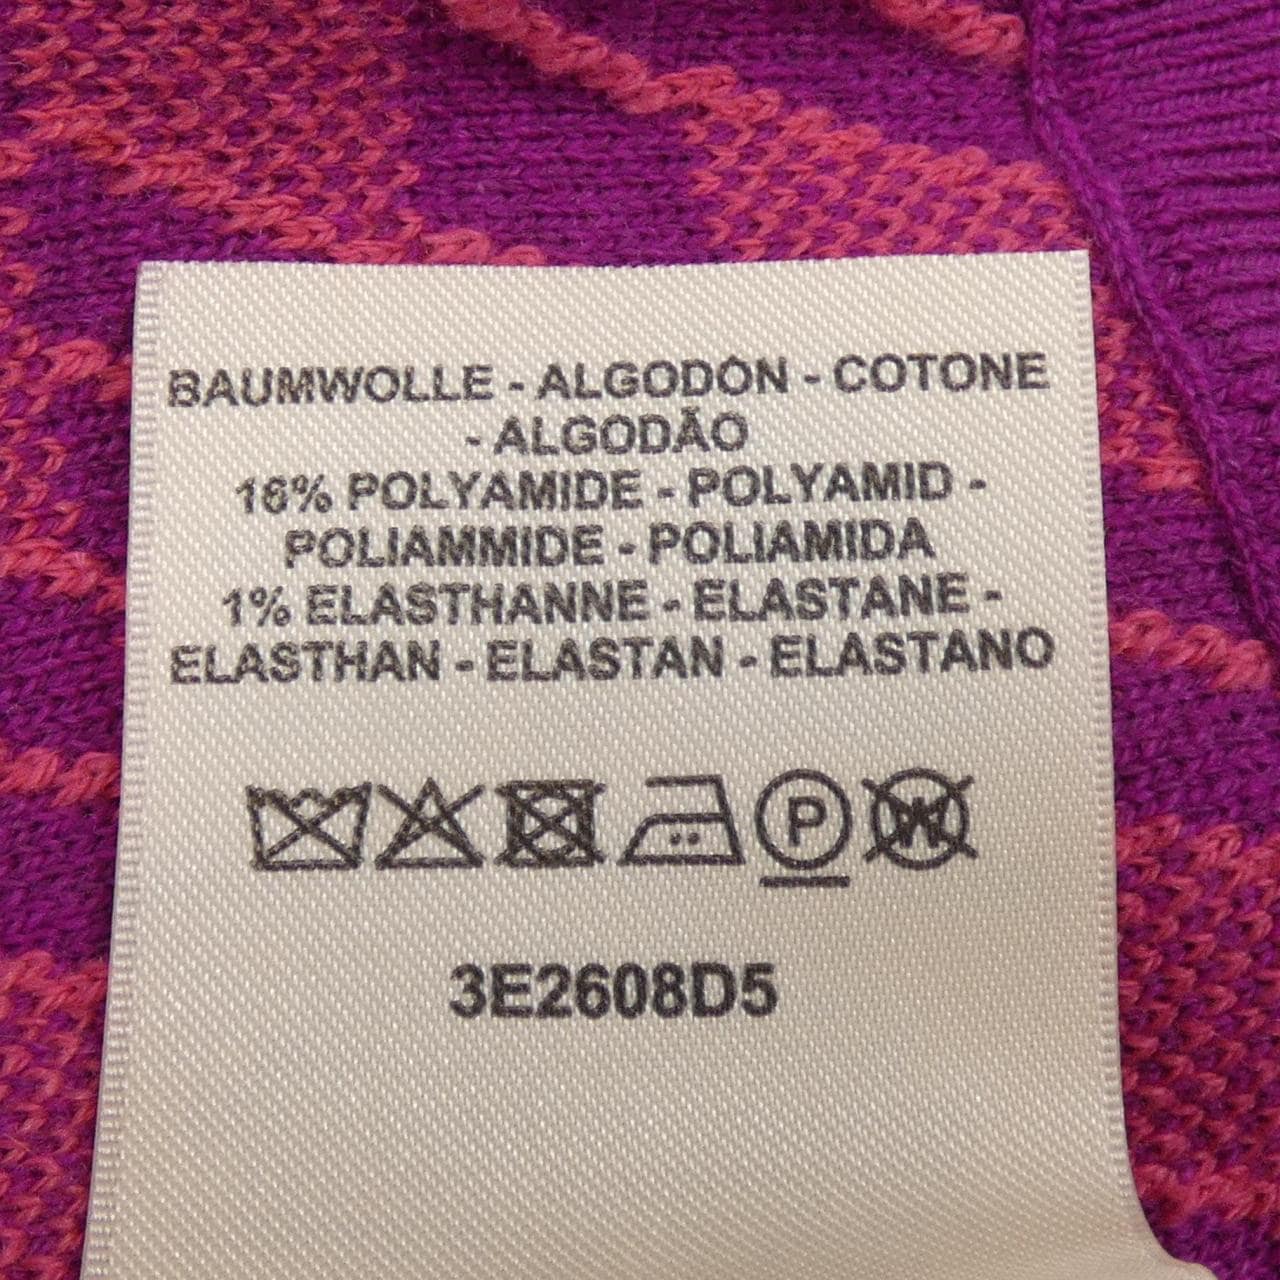 BAUMWOLLE - ALGODÓN - COTONE
- ALGODÃO
16% POLYAMIDE - POLYAMID -
POLIAMMIDE - POLIAMIDA
1% ELASTHANNE - ELASTANE -
ELASTHAN - ELASTAN - ELASTANO
P W
3E2608D5